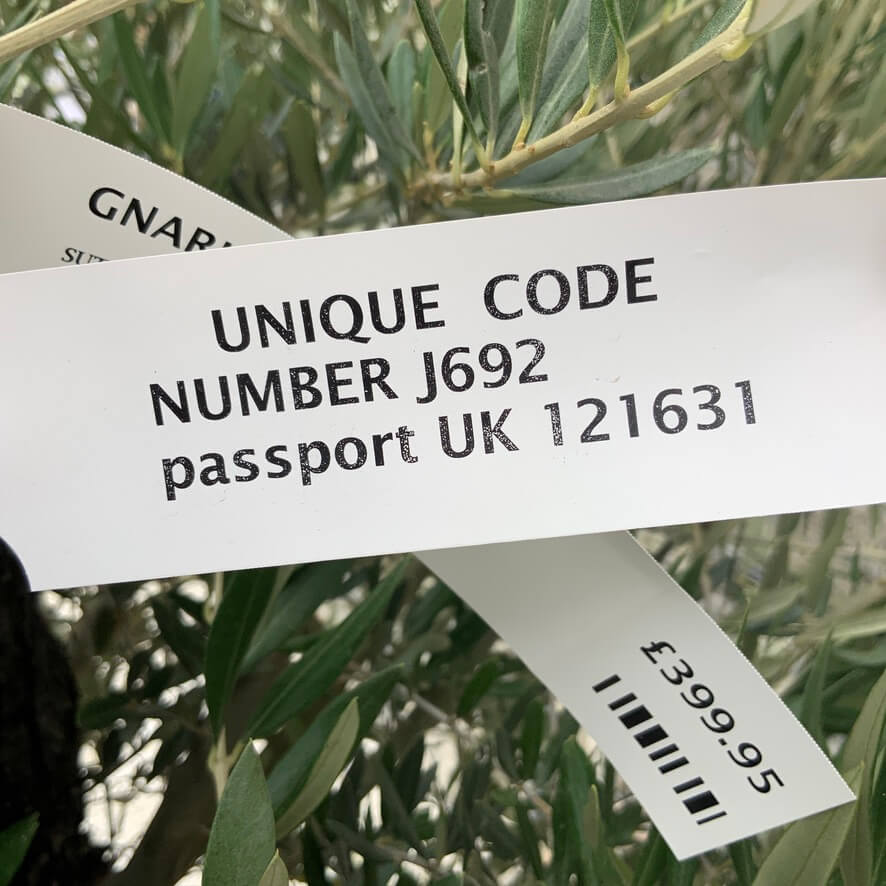 UNIQUE CODE
NUMBER J692
passport UK 121631
£399.95